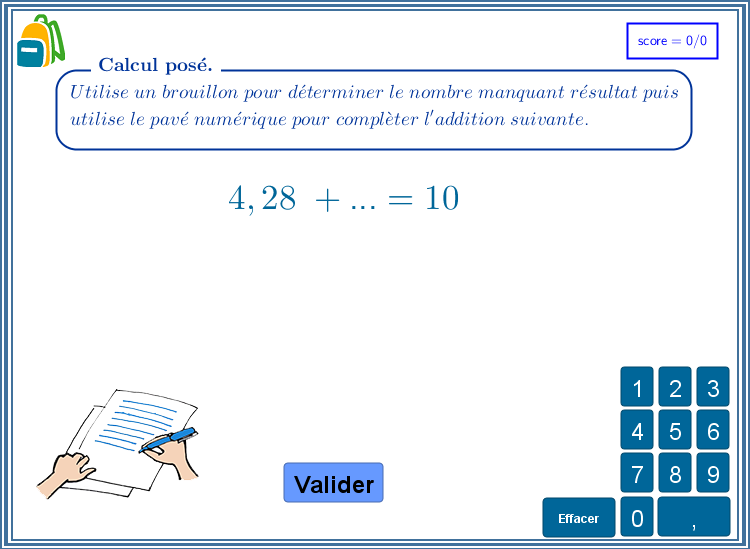 score = 0/0
Calcul posé.
Utilise un brouillon pour déterminer le nombre manquant résultat puis
utilise le pavé numérique pour complèter l'addition suivante.
4, 28 + ... = 10
1 2 3
4 5 6
7 8 9
Valider
Effacer 0 ,